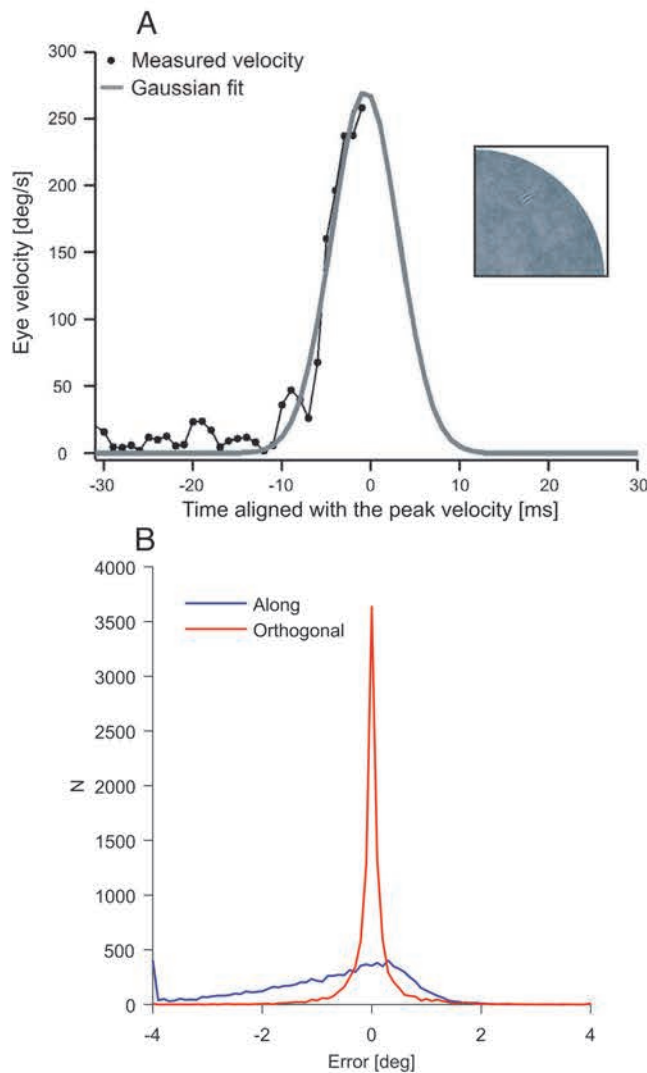 A
300
250
200
150
100
50
0
Eye velocity [deg/s]
Measured velocity
Gaussian fit
-30
-20
-10
0
10
20
30
Time aligned with the peak velocity [ms]
B
4000
3500
3000
2500
2000
1500
1000
500
0
N
Along
Orthogonal
-4
-2
0
2
4
Error [deg]